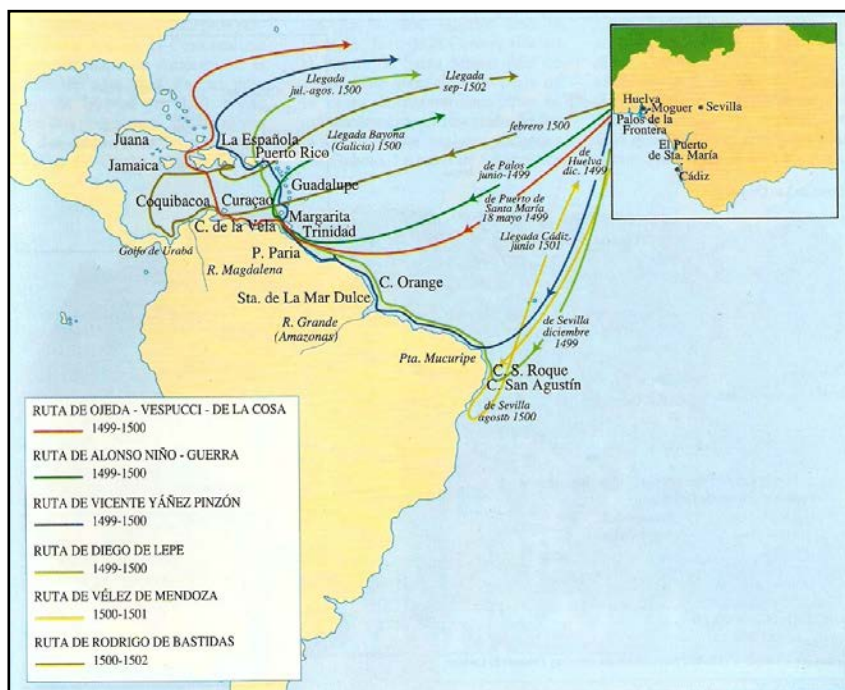 Llegada
jul.-agos. 1500
Llegada
sep-1502
Llegada Bayona
(Galicia) 1500
febrero 1500
de Palos
junio-1499
de Puerto de
Santa María
18 mayo 1499
de
Huelva
dic. 1499
Llegada Cádiz,
junio 1501
de Sevilla
diciembre
1499
de Sevilla
agosto 1500
Huelva
Moguer
Sevilla
Palos de la
Frontera
El Puerto
de Sta. María
Cádiz
Juana
La Española
Jamaica
Puerto Rico
Guadalupe
Coquibacoa
Curaçao
Margarita
C. de la Vela
Trinidad
Golfo de Urabá
P. Paria
R. Magdalena
C. Orange
Sta. de La Mar Dulce
R. Grande
(Amazonas)
Pta. Mucuripe
C. S. Roque
C. San Agustín
RUTA DE OJEDA - VESPUCCI - DE LA COSA
1499-1500
RUTA DE ALONSO NIÑO - GUERRA
1499-1500
RUTA DE VICENTE YÁÑEZ PINZÓN
1499-1500
RUTA DE DIEGO DE LEPE
1499-1500
RUTA DE VÉLEZ DE MENDOZA
1500-1501
RUTA DE RODRIGO DE BASTIDAS
1500-1502